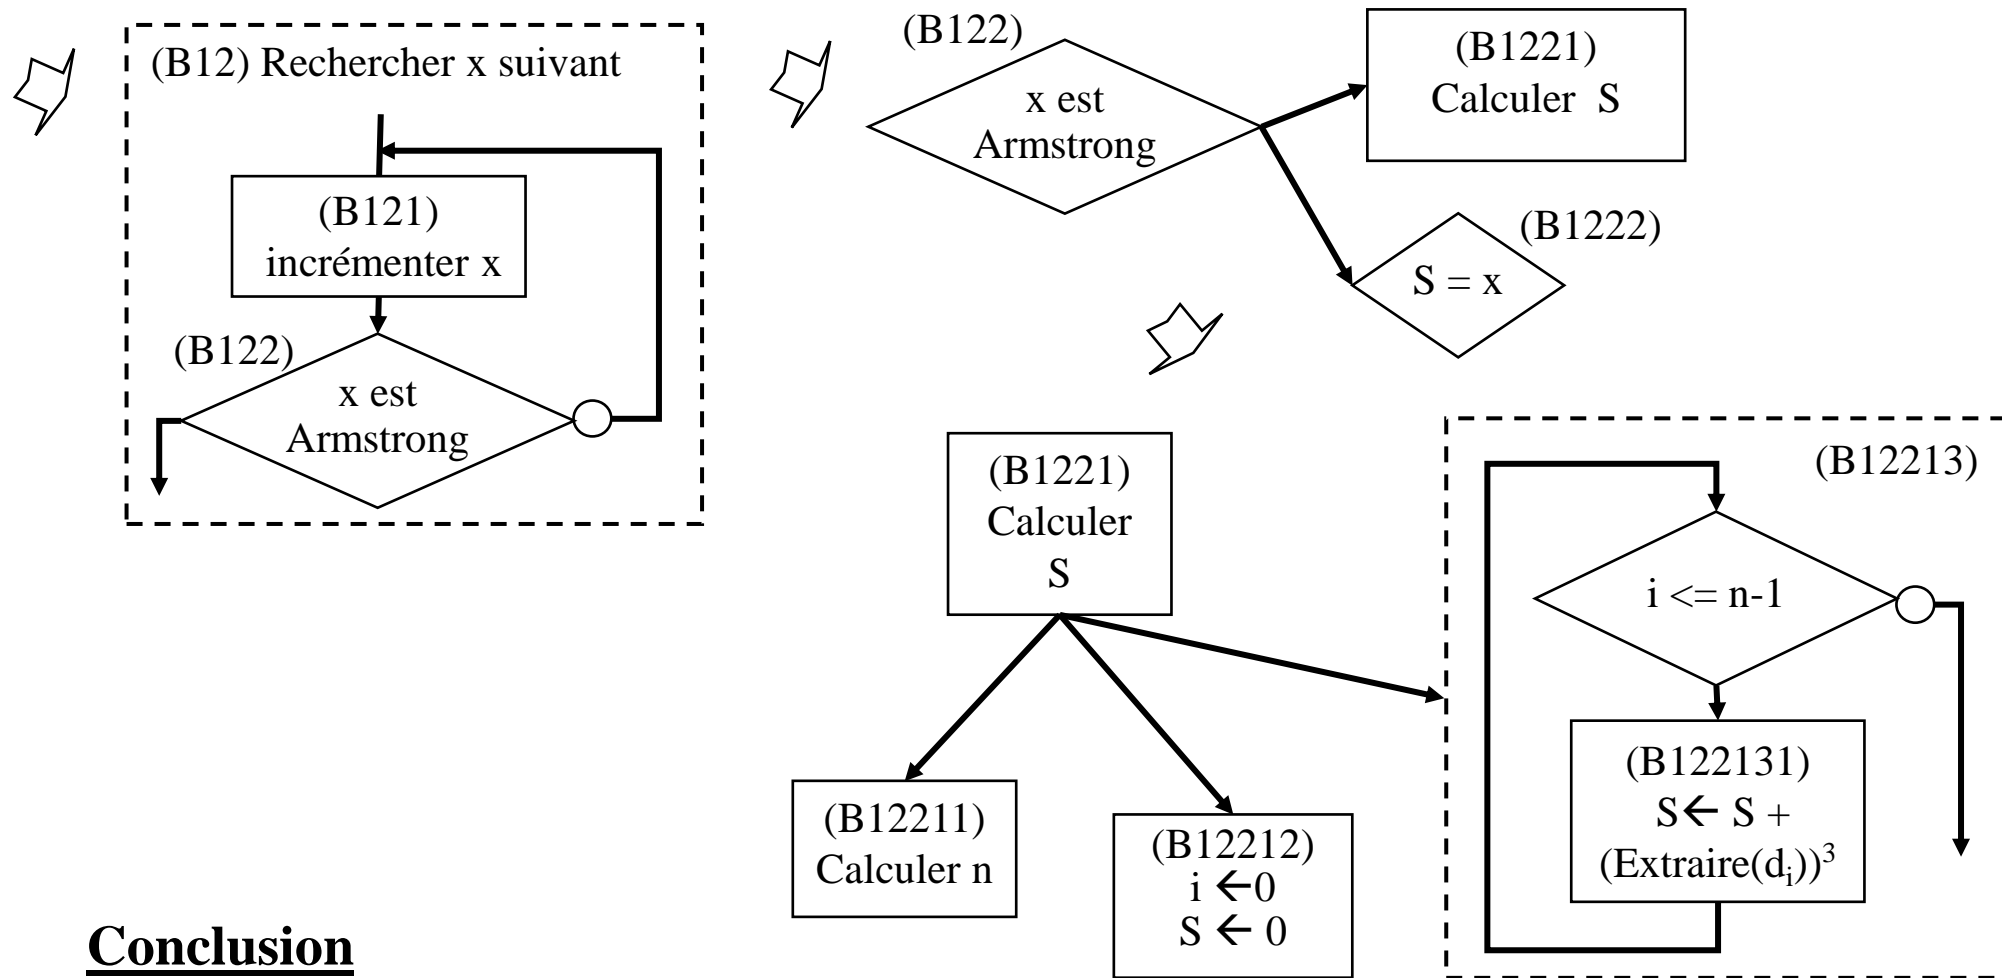 (B12) Rechercher x suivant
(B121)
incrémenter x
(B122)
x est
Armstrong
(B122)
x est
Armstrong
(B1221)
Calculer S
(B1222)
S = x
(B1221)
Calculer
S
(B12211)
Calculer n
(B12212)
i ←0
S ← 0
(B12213)
i <= n-1
(B122131)
S← S +
(Extraire(dᵢ))³
Conclusion